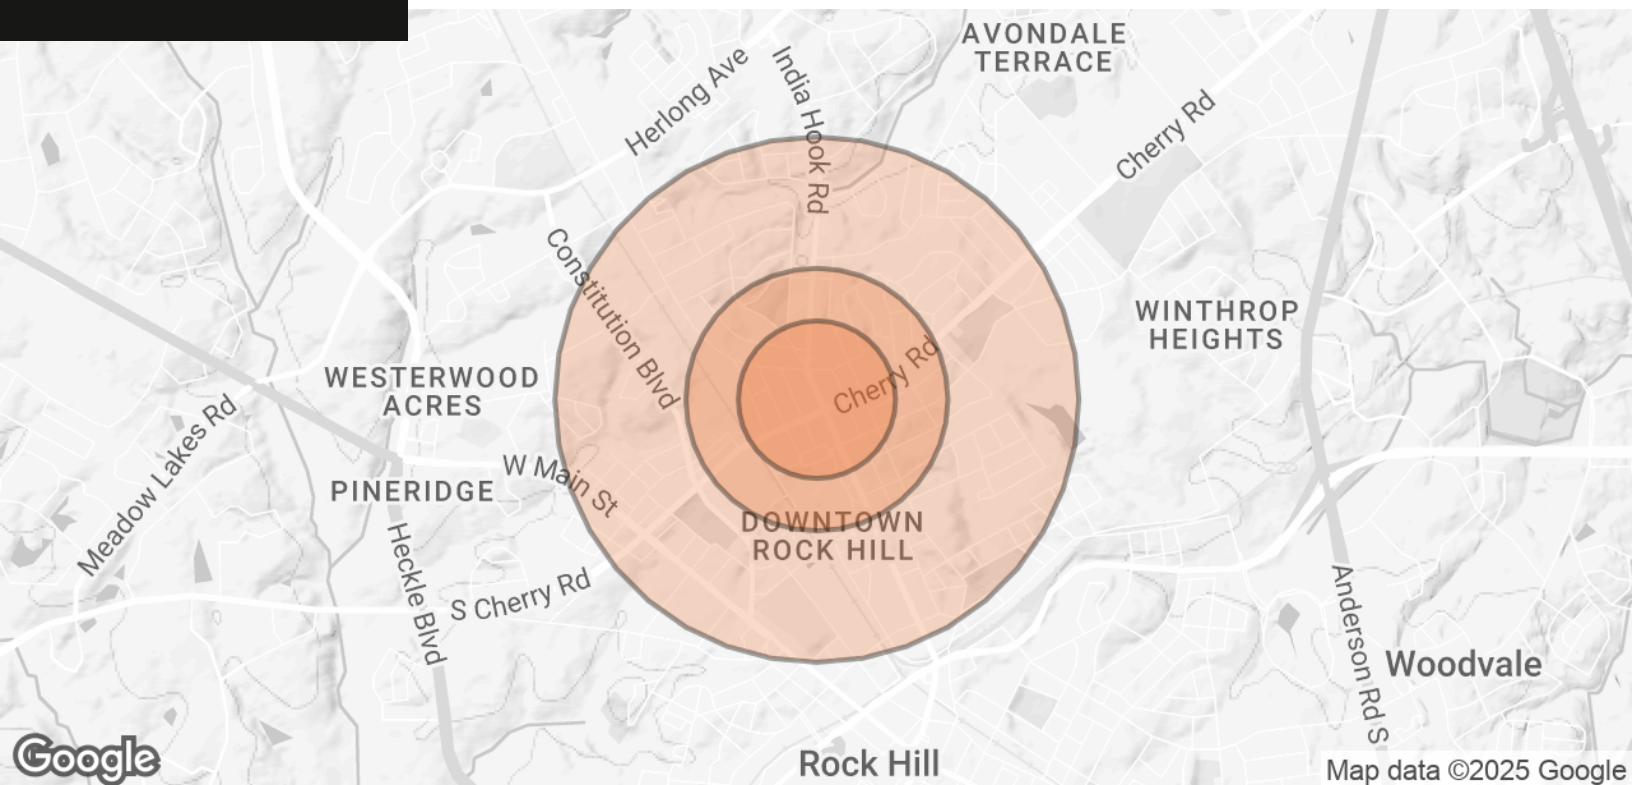 AVONDALE
TERRACE
Herlong Ave
India Hook Rd
Cherry Rd
Constitution Blvd
WINTHROP
HEIGHTS
WESTERWOOD
ACRES
Cherry Rd
Meadow Lakes Rd
W Main St
PINERIDGE
DOWNTOWN
ROCK HILL
Heckle Blvd
S Cherry Rd
Anderson Rd S
Woodvale
Rock Hill
Google
Map data ©2025 Google